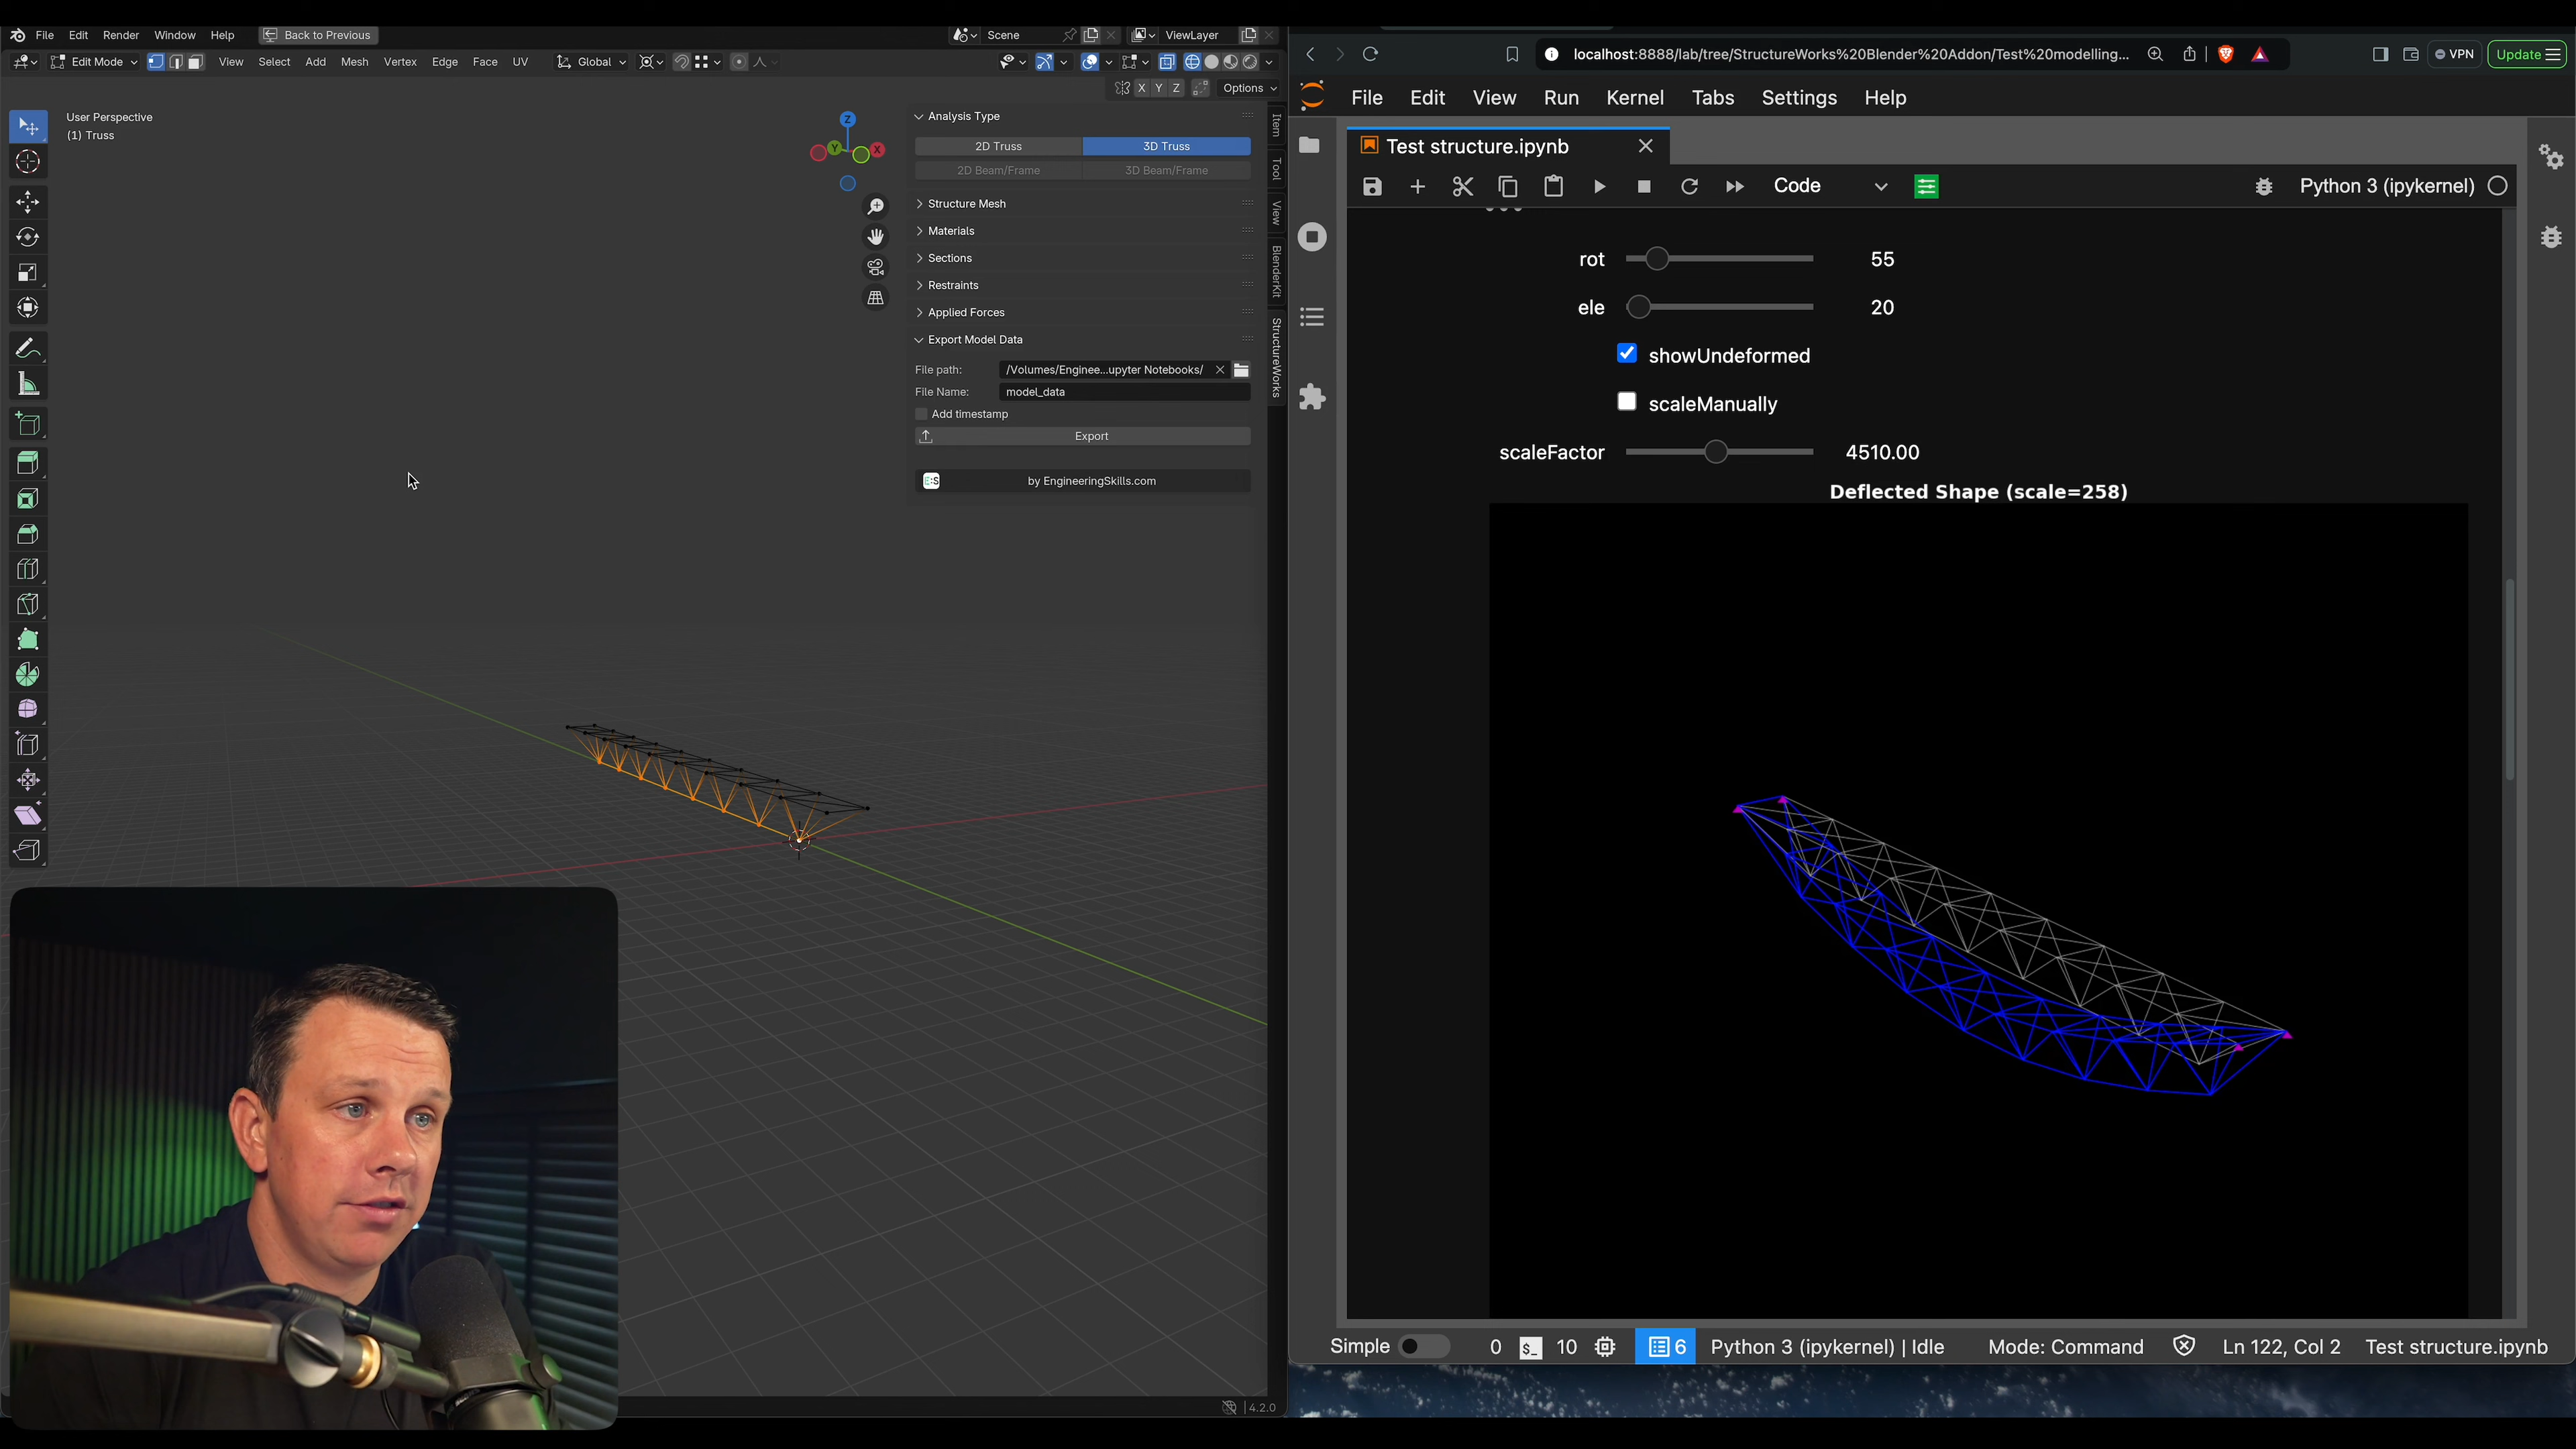 File Edit Render Window Help Back to Previous Scene ViewLayer
Edit Mode View Select Add Mesh Vertex Edge Face UV Global
X Y Z Options
User Perspective
(1) Truss
Z
Y
X
Analysis Type
2D Truss 3D Truss
2D Beam/Frame 3D Beam/Frame
Structure Mesh
Materials
Sections
Restraints
Applied Forces
Export Model Data
File path: /Volumes/Enginee...upyter Notebooks/
File Name: model_data
Add timestamp
Export
E:S by EngineeringSkills.com
Item
Tool
View
BlenderKit
StructureWorks
4.2.0
localhost:8888/lab/tree/StructureWorks%20Blender%20Addon/Test%20modelling... VPN Update
File Edit View Run Kernel Tabs Settings Help
Test structure.ipynb
Code Python 3 (ipykernel)
rot 55
ele 20
showUndeformed
scaleManually
scaleFactor 4510.00
Deflected Shape (scale=258)
Simple 0 $_ 10 6 Python 3 (ipykernel) | Idle Mode: Command Ln 122, Col 2 Test structure.ipynb